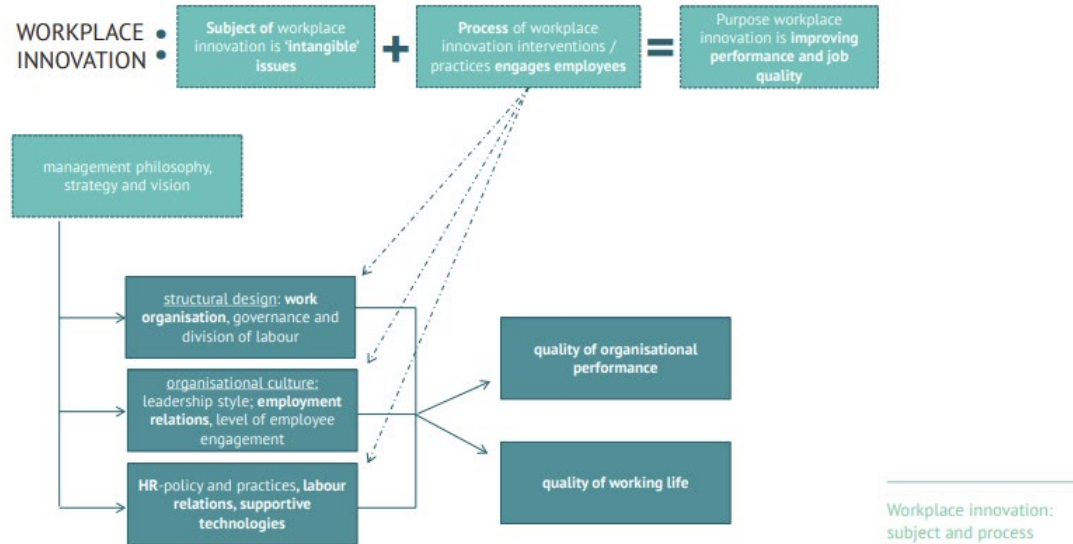 WORKPLACE
INNOVATION
Subject of workplace
innovation is 'intangible'
issues
+
Process of workplace
innovation interventions /
practices engages employees
=
Purpose workplace
innovation is improving
performance and job
quality
management philosophy,
strategy and vision
structural design: work
organisation, governance and
division of labour
organisational culture:
leadership style; employment
relations, level of employee
engagement
HR-policy and practices, labour
relations, supportive
technologies
quality of organisational
performance
quality of working life
Workplace innovation:
subject and process